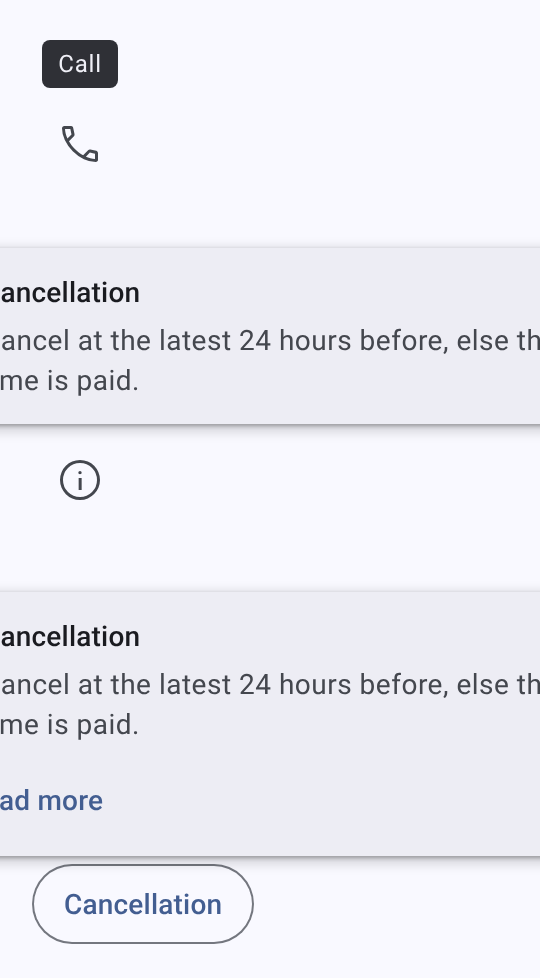 Call
ancellation
ancel at the latest 24 hours before, else th
me is paid.
ancellation
ancel at the latest 24 hours before, else th
me is paid.
ad more
Cancellation